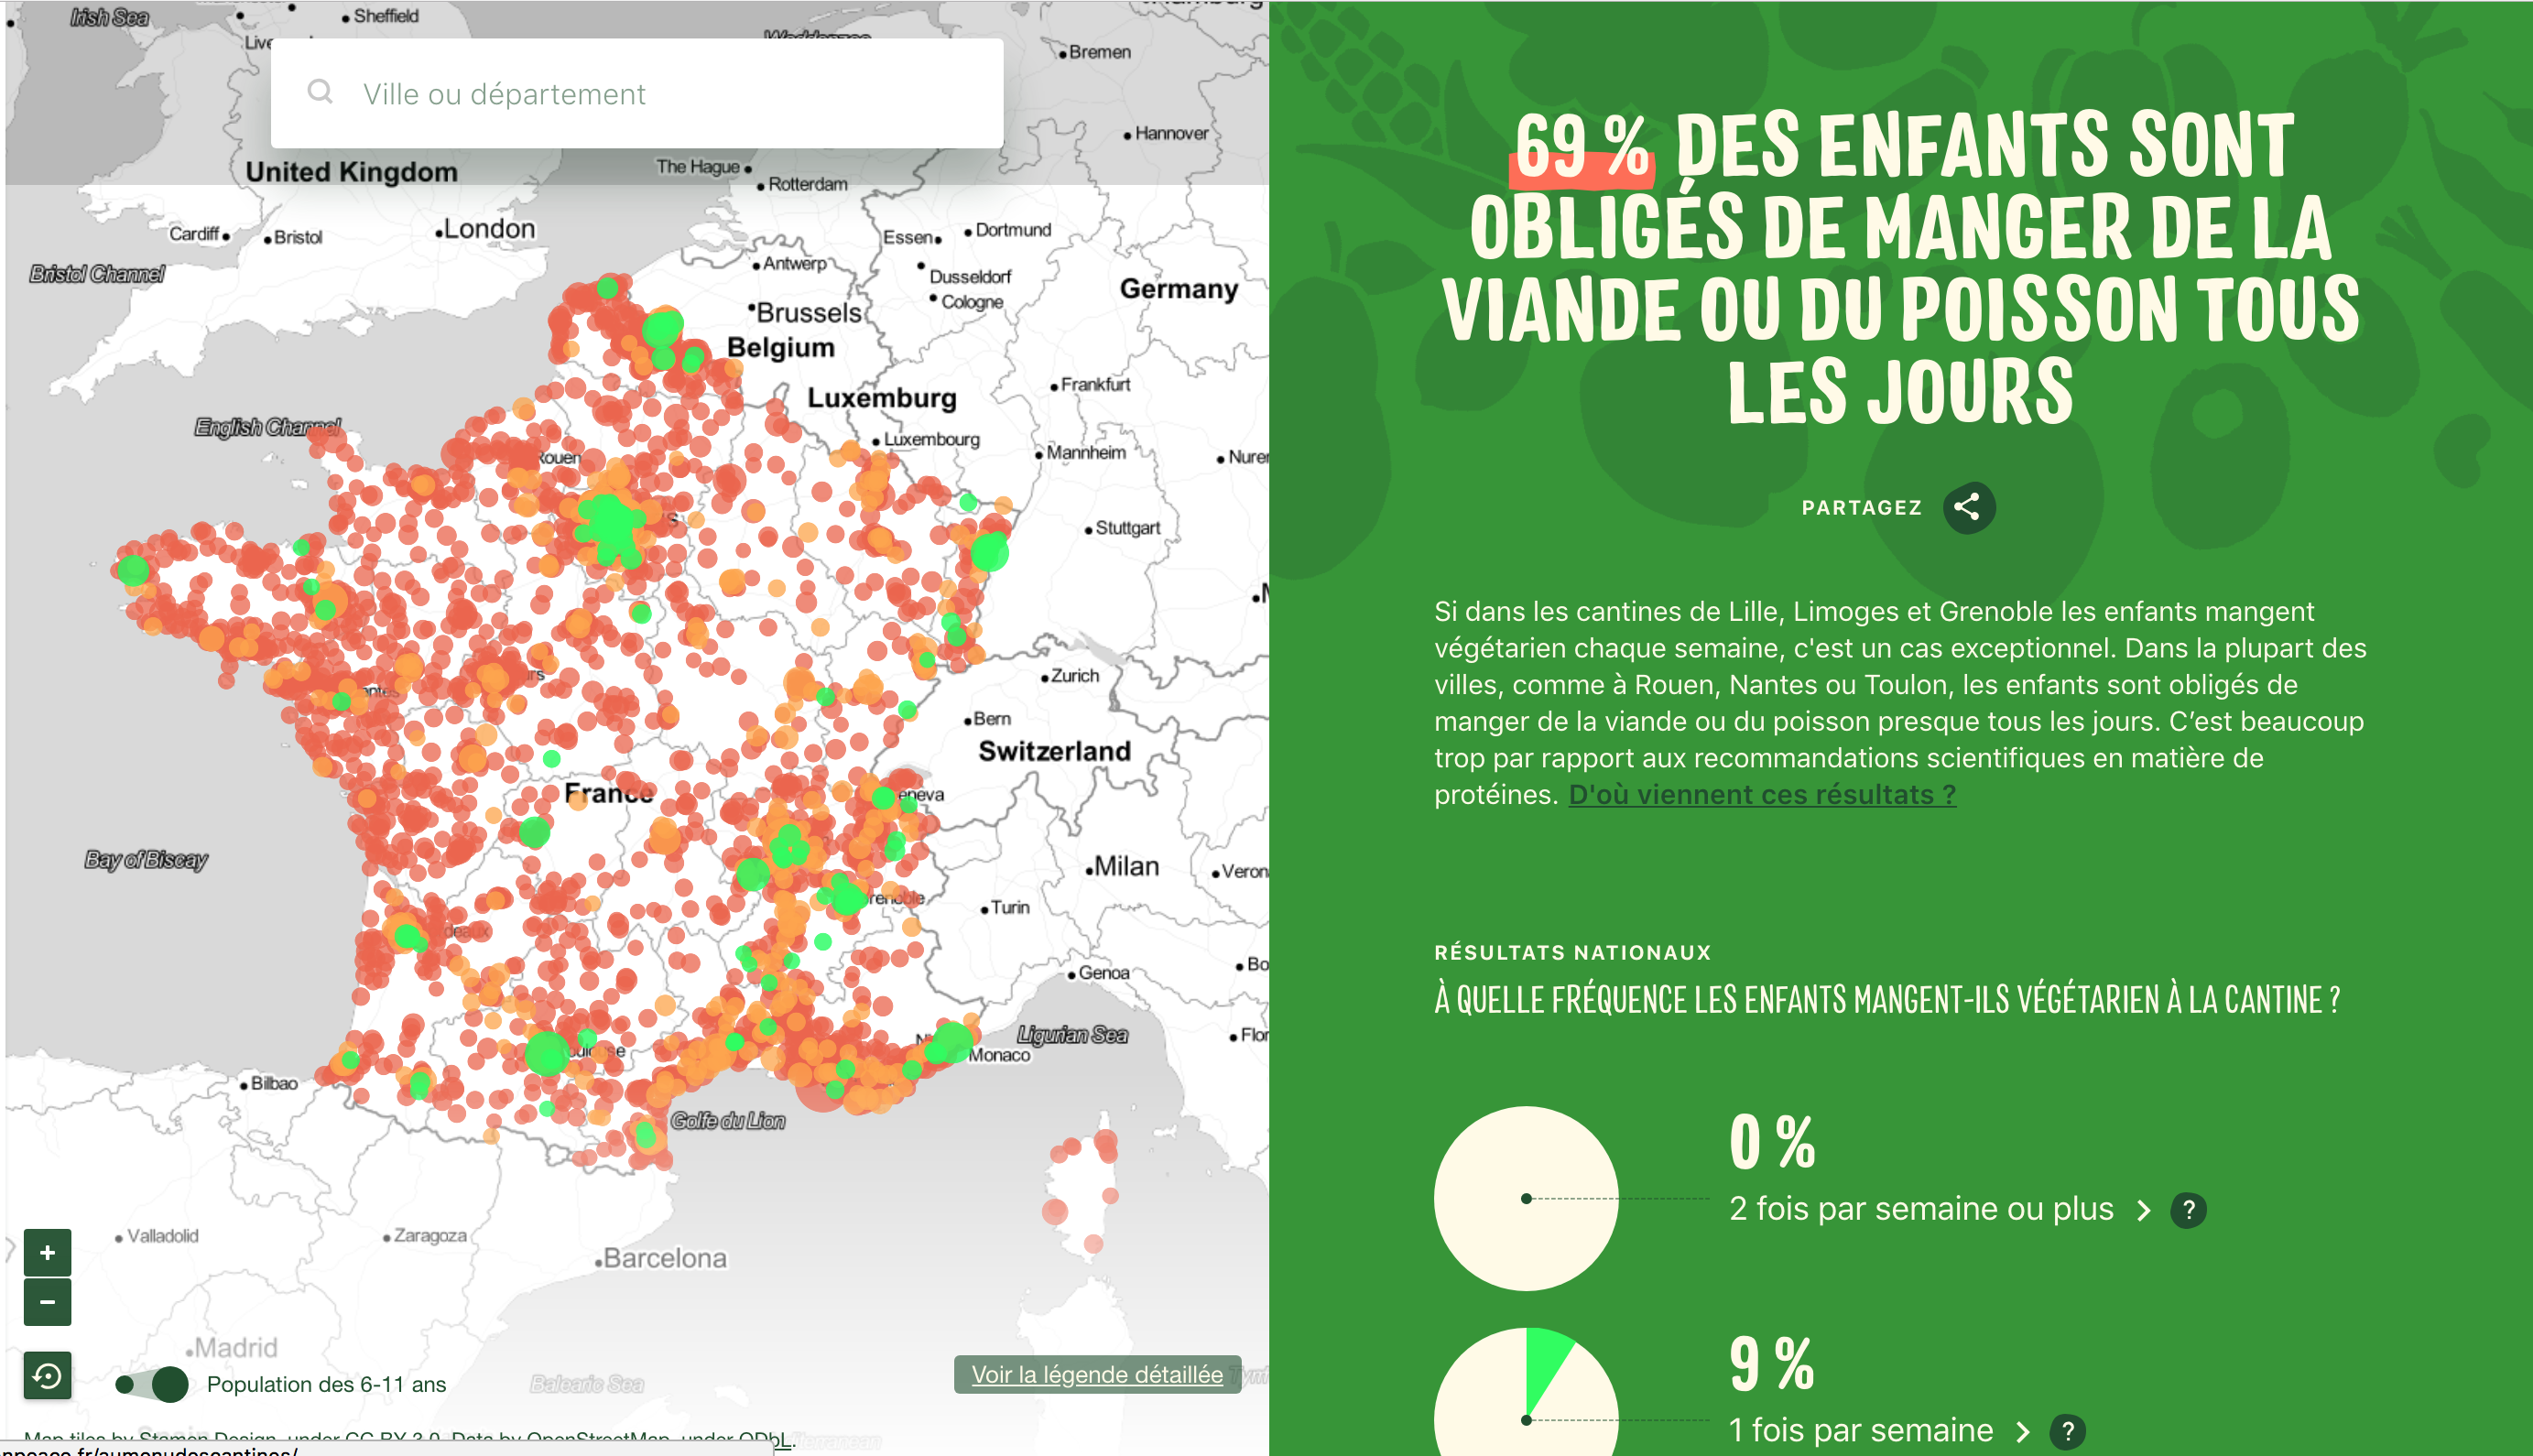 Irish Sea
Sheffield
Bremen
Ville ou département
Hannover
United Kingdom
The Hague
Rotterdam
Cardiff
Bristol
London
Essen
Dortmund
Bristol Channel
Antwerp
Dusseldorf
Cologne
Germany
Brussels
Belgium
Luxemburg
Frankfurt
English Channel
Luxembourg
Mannheim
Rouen
Stuttgart
Zurich
Bern
Switzerland
France
Bay of Biscay
Milan
Turin
Genoa
Ligurian Sea
Monaco
Bilbao
Golfe du Lion
Valladolid
Zaragoza
Barcelona
Madrid
Balearic Sea
+
−
Population des 6-11 ans
Voir la légende détaillée
Map tiles by Stamen Design, under CC BY 3.0. Data by OpenStreetMap, under ODbL.
69 % DES ENFANTS SONT
OBLIGÉS DE MANGER DE LA
VIANDE OU DU POISSON TOUS
LES JOURS
PARTAGEZ
Si dans les cantines de Lille, Limoges et Grenoble les enfants mangent
végétarien chaque semaine, c'est un cas exceptionnel. Dans la plupart des
villes, comme à Rouen, Nantes ou Toulon, les enfants sont obligés de
manger de la viande ou du poisson presque tous les jours. C’est beaucoup
trop par rapport aux recommandations scientifiques en matière de
protéines. D'où viennent ces résultats ?
RÉSULTATS NATIONAUX
À QUELLE FRÉQUENCE LES ENFANTS MANGENT-ILS VÉGÉTARIEN À LA CANTINE ?
0 %
2 fois par semaine ou plus
?
9 %
1 fois par semaine
?